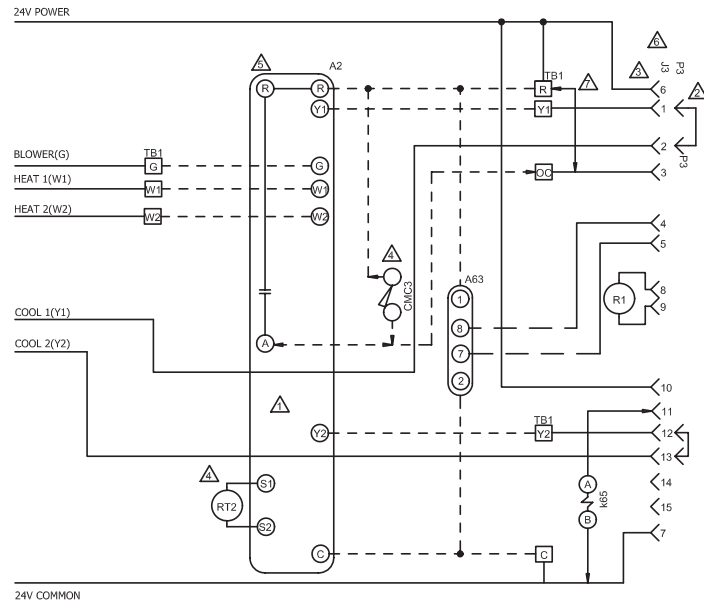 24V POWER
6
P3
5
A2
J3
3
TB1
7
R
R
R
6
2
Y1
Y1
1
BLOWER(G)
TB1
2
G
G
P3
HEAT 1(W1)
W1
W1
OC
3
HEAT 2(W2)
W2
W2
4
5
4
A63
CMC3
1
R1
8
9
COOL 1(Y1)
8
A
7
COOL 2(Y2)
2
10
1
TB1
11
Y2
Y2
12
13
4
S1
A
14
RT2
k65
15
S2
B
7
C
C
24V COMMON